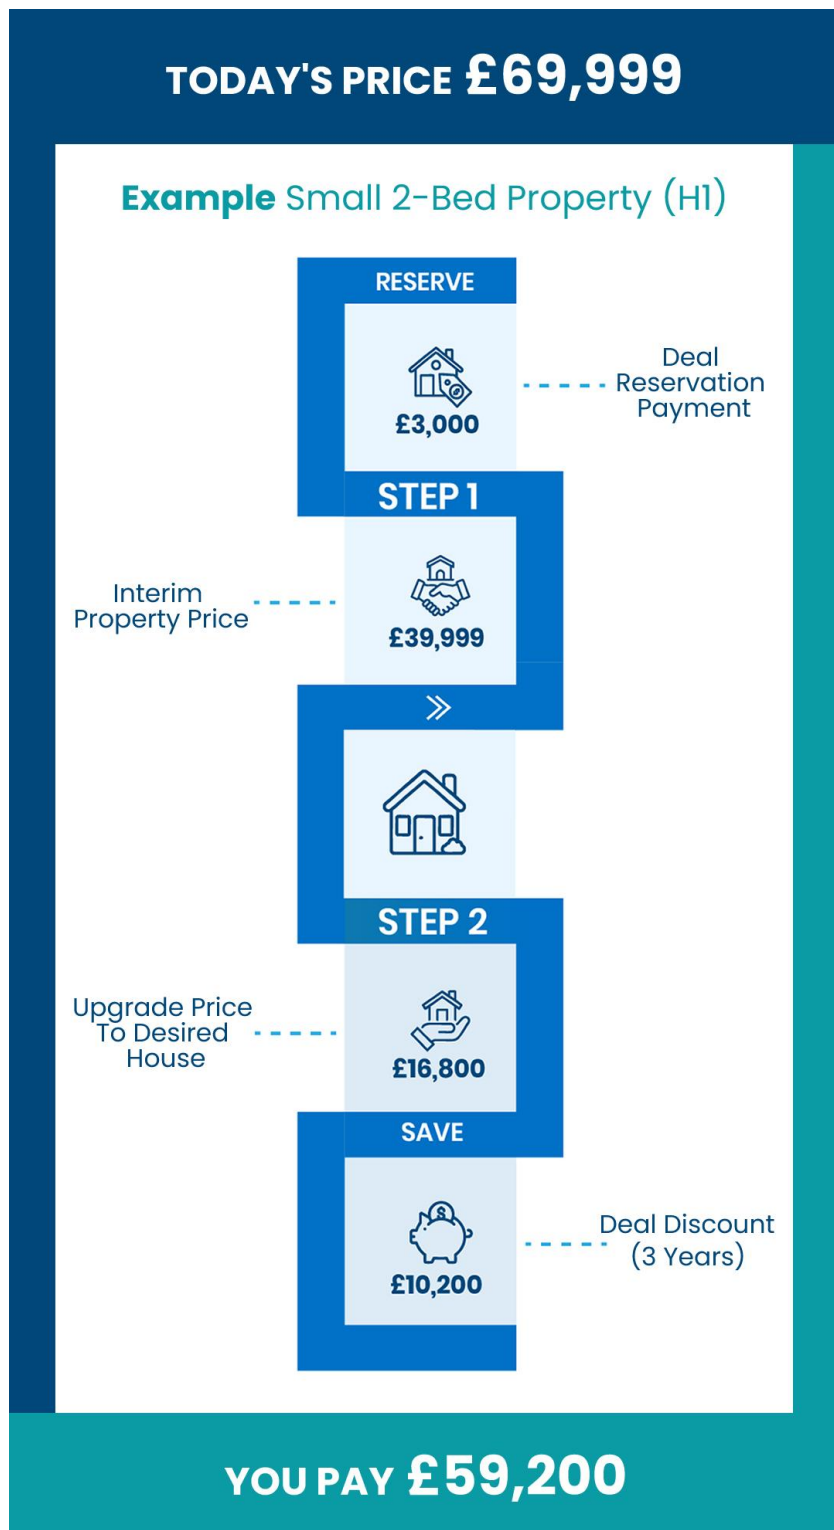 TODAY'S PRICE £69,999
Example Small 2-Bed Property (H1)
RESERVE
£3,000
Deal
Reservation
Payment
STEP 1
Interim
Property Price
£39,999
STEP 2
Upgrade Price
To Desired
House
£16,800
SAVE
£10,200
Deal Discount
(3 Years)
YOU PAY £59,200